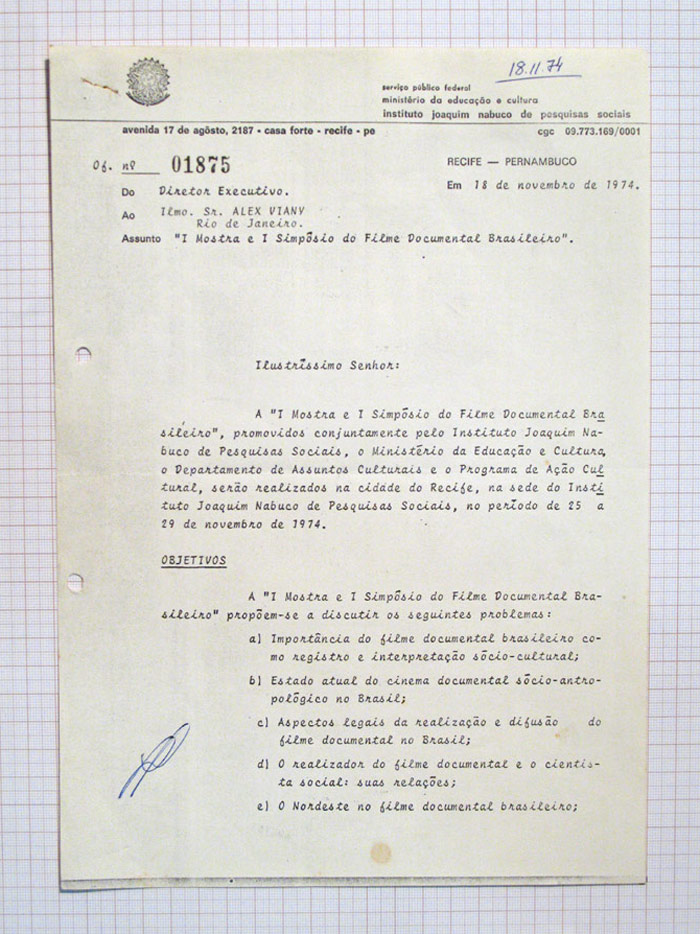 18.11.74
serviço público federal
ministério da educação e cultura
instituto joaquim nabuco de pesquisas sociais
avenida 17 de agôsto, 2187 • casa forte • recife • pe cgc 09.773.169/0001
Of. nº 01875
RECIFE — PERNAMBUCO
Em 18 de novembro de 1974.
Do Diretor Executivo.
Ao Ilmo. Sr. ALEX VIANY
Rio de Janeiro.
Assunto "I Mostra e I Simpósio do Filme Documental Brasileiro".
Ilustríssimo Senhor:
A "I Mostra e I Simpósio do Filme Documental Bra
sileiro", promovidos conjuntamente pelo Instituto Joaquim Na-
buco de Pesquisas Sociais, o Ministério da Educação e Cultura,
o Departamento de Assuntos Culturais e o Programa de Ação Cul
tural, serão realizados na cidade do Recife, na sede do Insti
tuto Joaquim Nabuco de Pesquisas Sociais, no período de 25 a
29 de novembro de 1974.
OBJETIVOS
A "I Mostra e I Simpósio do Filme Documental Bra-
sileiro" propõem-se a discutir os seguintes problemas:
a) Importância do filme documental brasileiro co-
mo registro e interpretação sócio-cultural;
b) Estado atual do cinema documental sócio-antro-
pológico no Brasil;
c) Aspectos legais da realização e difusão do
filme documental no Brasil;
d) O realizador do filme documental e o cientis-
ta social: suas relações;
e) O Nordeste no filme documental brasileiro;